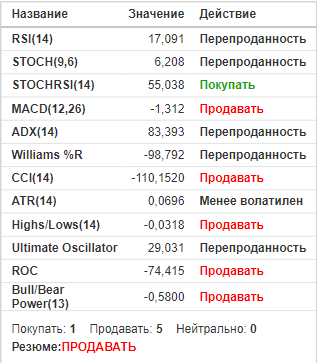 Название Значение Действие
RSI(14) 17,091 Перепроданность
STOCH(9,6) 6,208 Перепроданность
STOCHRSI(14) 55,038 Покупать
MACD(12,26) -1,312 Продавать
ADX(14) 83,393 Перепроданность
Williams %R -98,792 Перепроданность
CCI(14) -110,1520 Продавать
ATR(14) 0,0696 Менее волатилен
Highs/Lows(14) -0,0318 Продавать
Ultimate Oscillator 29,031 Перепроданность
ROC -74,415 Продавать
Bull/Bear
Power(13) -0,5800 Продавать
Покупать: 1 Продавать: 5 Нейтрально: 0
Резюме:ПРОДАВАТЬ